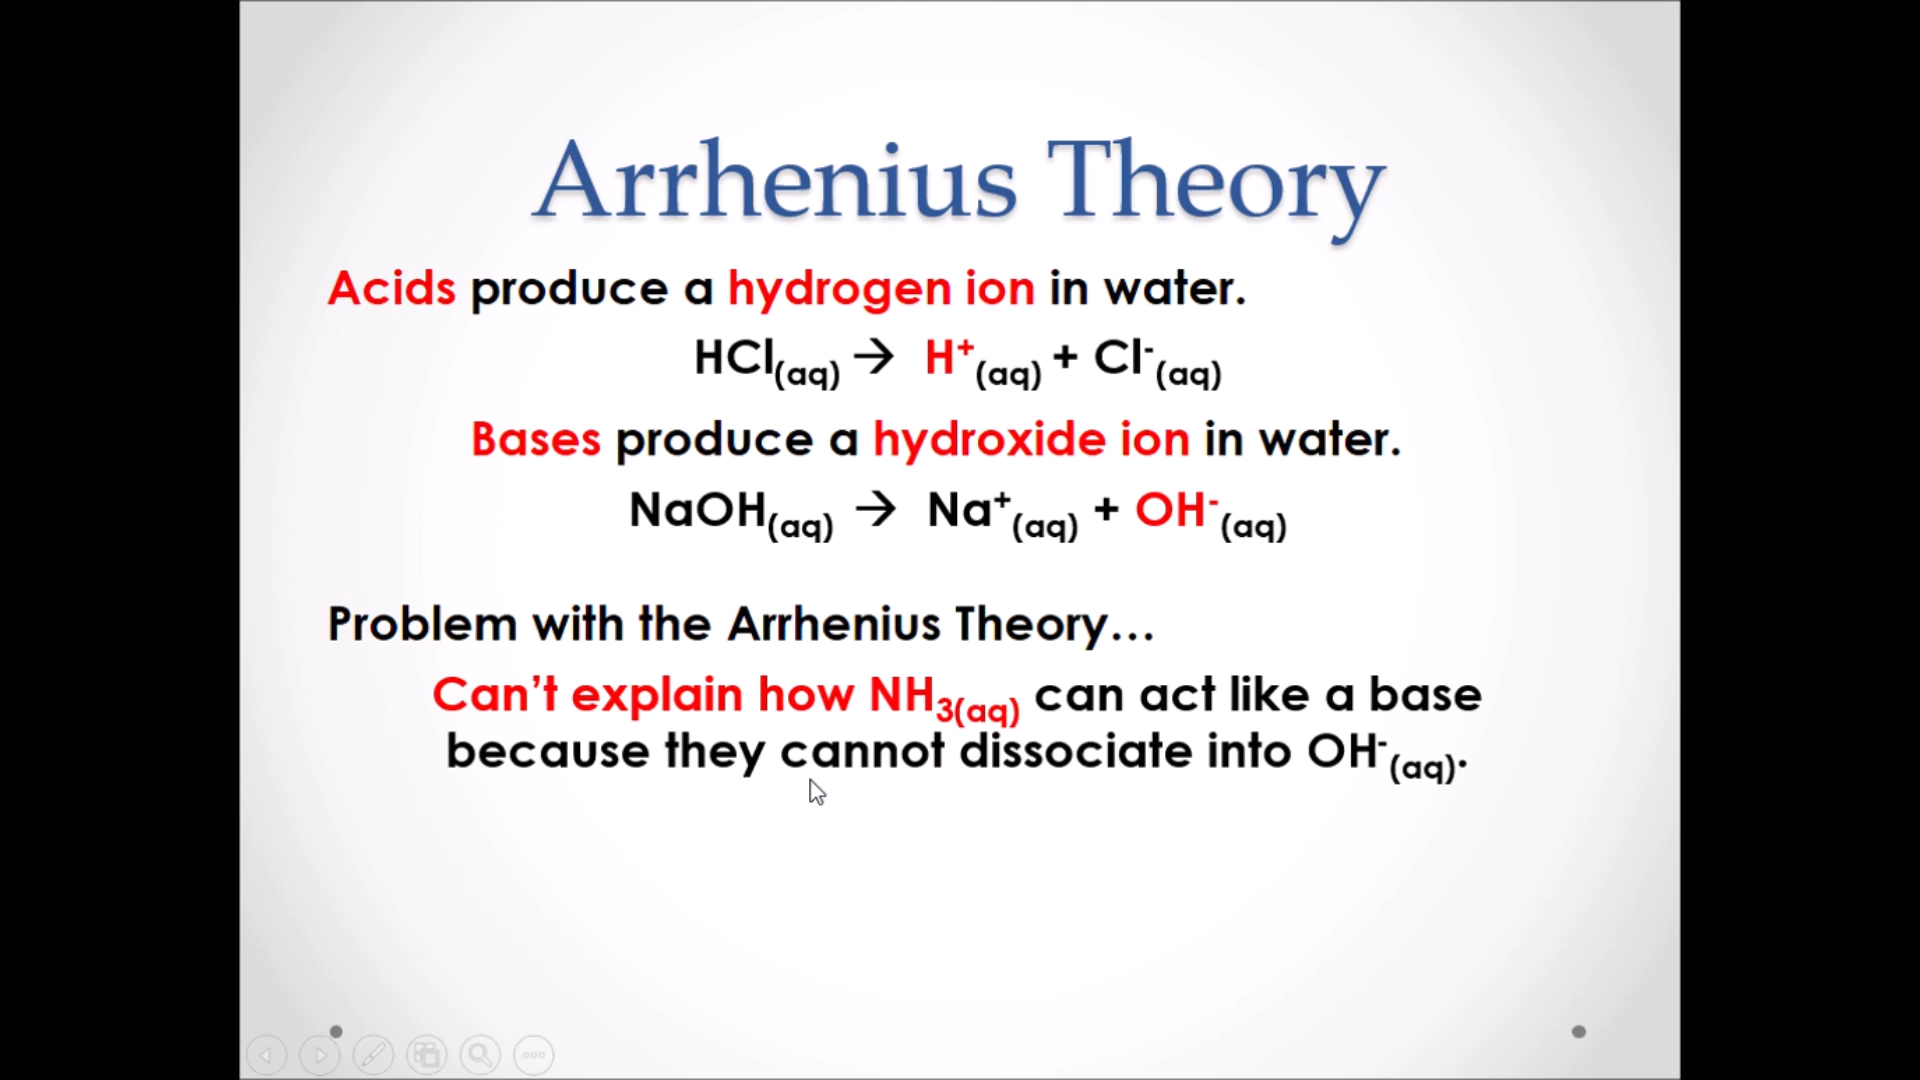 Arrhenius Theory
Acids produce a hydrogen ion in water.
HCl(aq) → H+(aq) + Cl-(aq)
Bases produce a hydroxide ion in water.
NaOH(aq) → Na+(aq) + OH-(aq)
Problem with the Arrhenius Theory…
Can’t explain how NH3(aq) can act like a base
because they cannot dissociate into OH-(aq).